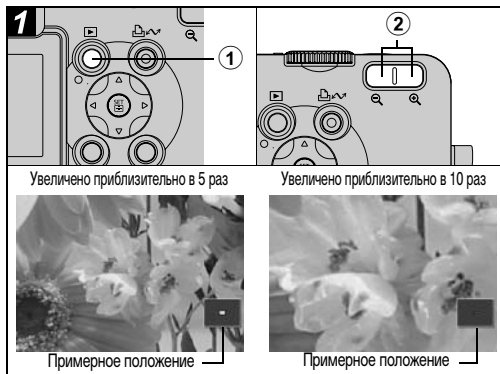 1
1
2
SET
Увеличено приблизительно в 5 раз
Увеличено приблизительно в 10 раз
Примерное положение
Примерное положение